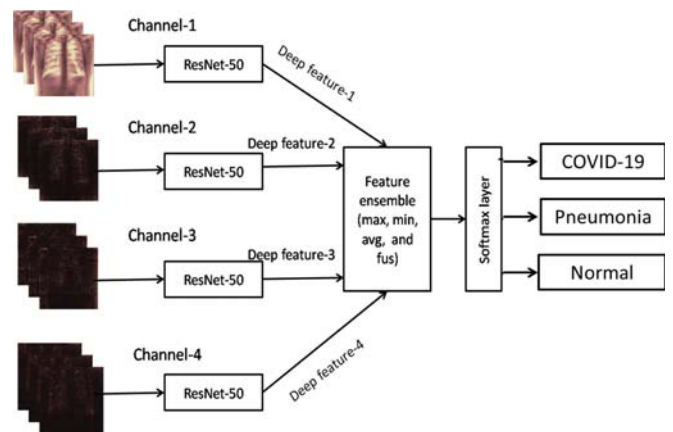 Channel-1
ResNet-50
Deep feature-1
Channel-2
ResNet-50
Deep feature-2
Channel-3
ResNet-50
Deep feature-3
Channel-4
ResNet-50
Deep feature-4
Feature
ensemble
(max, min,
avg, and
fus)
Softmax layer
COVID-19
Pneumonia
Normal